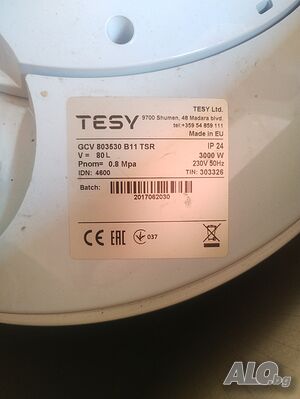 TESY
TESY Ltd.
9700 Shumen, 48 Madara blvd.
tel:+359 54 859 111
Made in EU
GCV 803530 B11 TSR
IP 24
V = 80 L
3000 W
Pnom= 0.8 Mpa
230V 50Hz
IDN: 4600
TIN: 303326
Batch:
2017062030
CE
EAC
037
ALO.bg